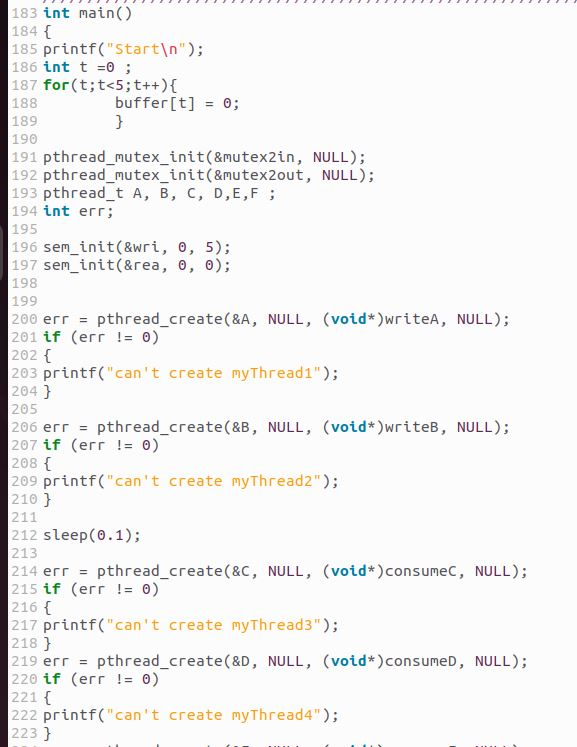 183 int main()
184 {
185 printf("Start\n");
186 int t =0 ;
187 for(t;t<5;t++){
188         buffer[t] = 0;
189         }
190
191 pthread_mutex_init(&mutex2in, NULL);
192 pthread_mutex_init(&mutex2out, NULL);
193 pthread_t A, B, C, D,E,F ;
194 int err;
195
196 sem_init(&wri, 0, 5);
197 sem_init(&rea, 0, 0);
198
199
200 err = pthread_create(&A, NULL, (void*)writeA, NULL);
201 if (err != 0)
202 {
203 printf("can't create myThread1");
204 }
205
206 err = pthread_create(&B, NULL, (void*)writeB, NULL);
207 if (err != 0)
208 {
209 printf("can't create myThread2");
210 }
211
212 sleep(0.1);
213
214 err = pthread_create(&C, NULL, (void*)consumeC, NULL);
215 if (err != 0)
216 {
217 printf("can't create myThread3");
218 }
219 err = pthread_create(&D, NULL, (void*)consumeD, NULL);
220 if (err != 0)
221 {
222 printf("can't create myThread4");
223 }